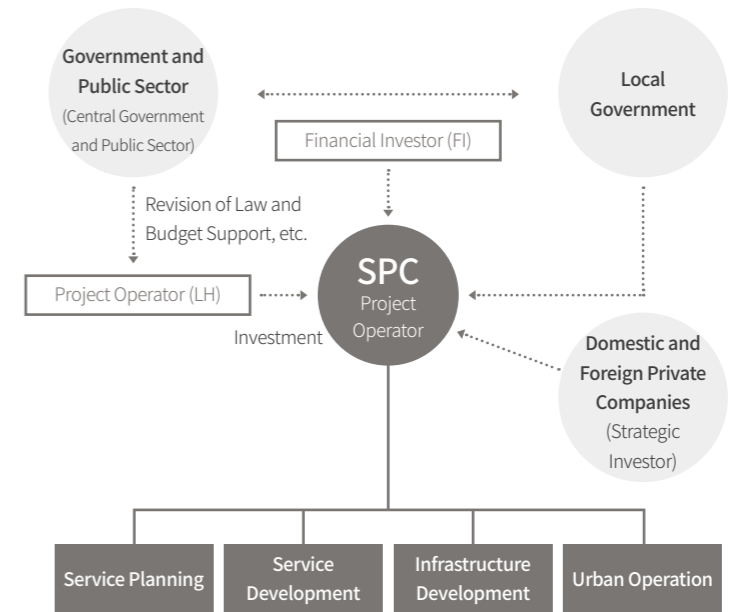 Government and
Public Sector
(Central Government
and Public Sector)
Local
Government
Financial Investor (FI)
Revision of Law and
Budget Support, etc.
Project Operator (LH)
SPC
Project
Operator
Investment
Domestic and
Foreign Private
Companies
(Strategic
Investor)
Service Planning
Service
Development
Infrastructure
Development
Urban Operation